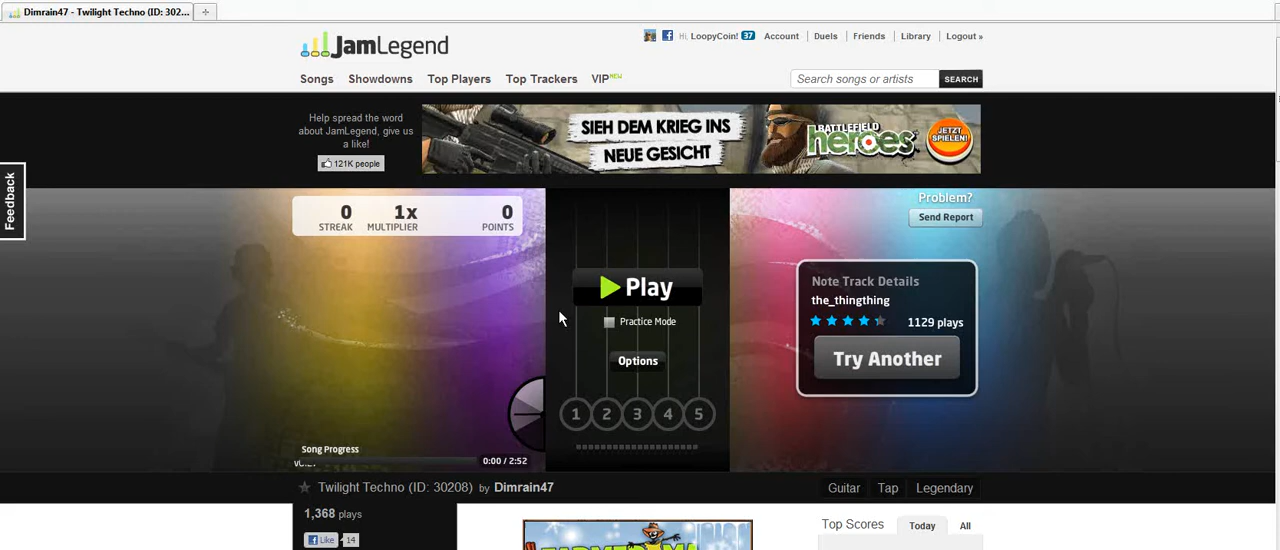 Dimrain47 - Twilight Techno (ID: 302...
JamLegend
Hi, LoopyCoin! 37 Account Duels Friends Library Logout »
Songs Showdowns Top Players Top Trackers VIP NEW
Search songs or artists SEARCH
Help spread the word
about JamLegend, give us
a like!
121K people
SIEH DEM KRIEG INS
NEUE GESICHT
BATTLEFIELD
heroes
JETZT
SPIELEN!
Feedback
0 1x 0
STREAK MULTIPLIER POINTS
Problem?
Send Report
Play
Practice Mode
Options
1 2 3 4 5
Note Track Details
the_thingthing
1129 plays
Try Another
Song Progress
0:00 / 2:52
Twilight Techno (ID: 30208) by Dimrain47
Guitar Tap Legendary
1,368 plays
Like 14
Top Scores Today All